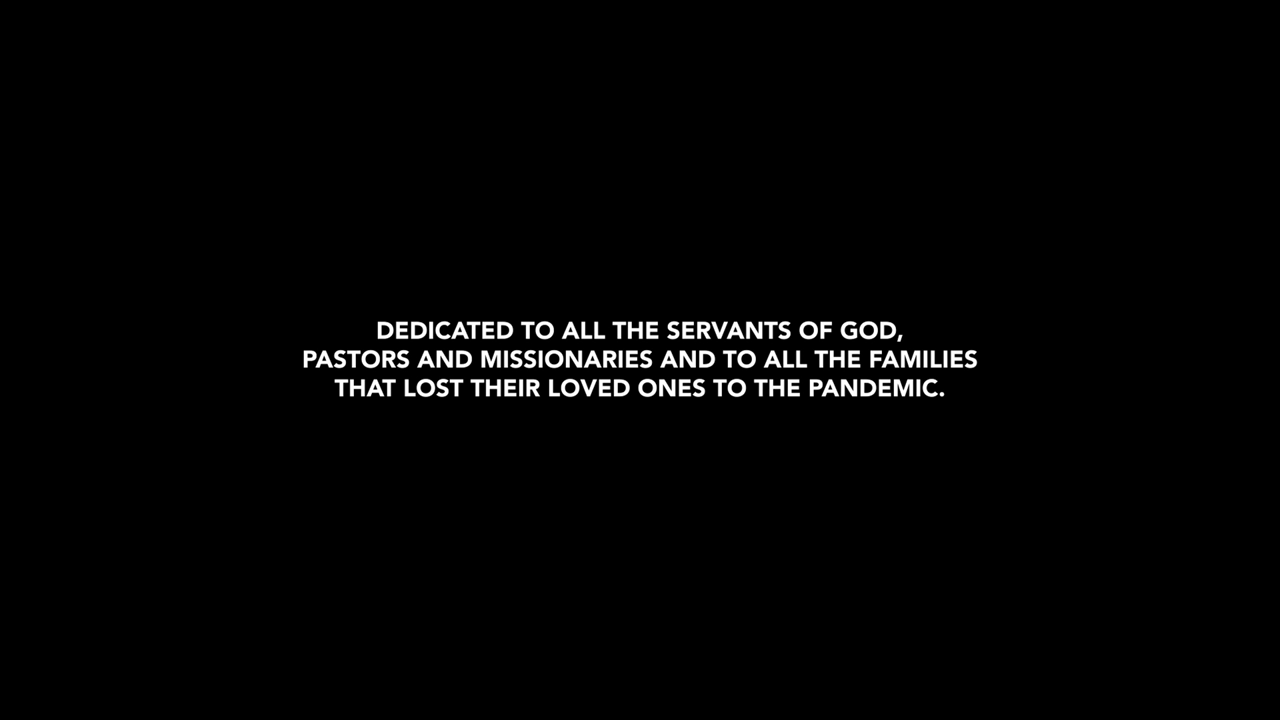 DEDICATED TO ALL THE SERVANTS OF GOD,
PASTORS AND MISSIONARIES AND TO ALL THE FAMILIES
THAT LOST THEIR LOVED ONES TO THE PANDEMIC.